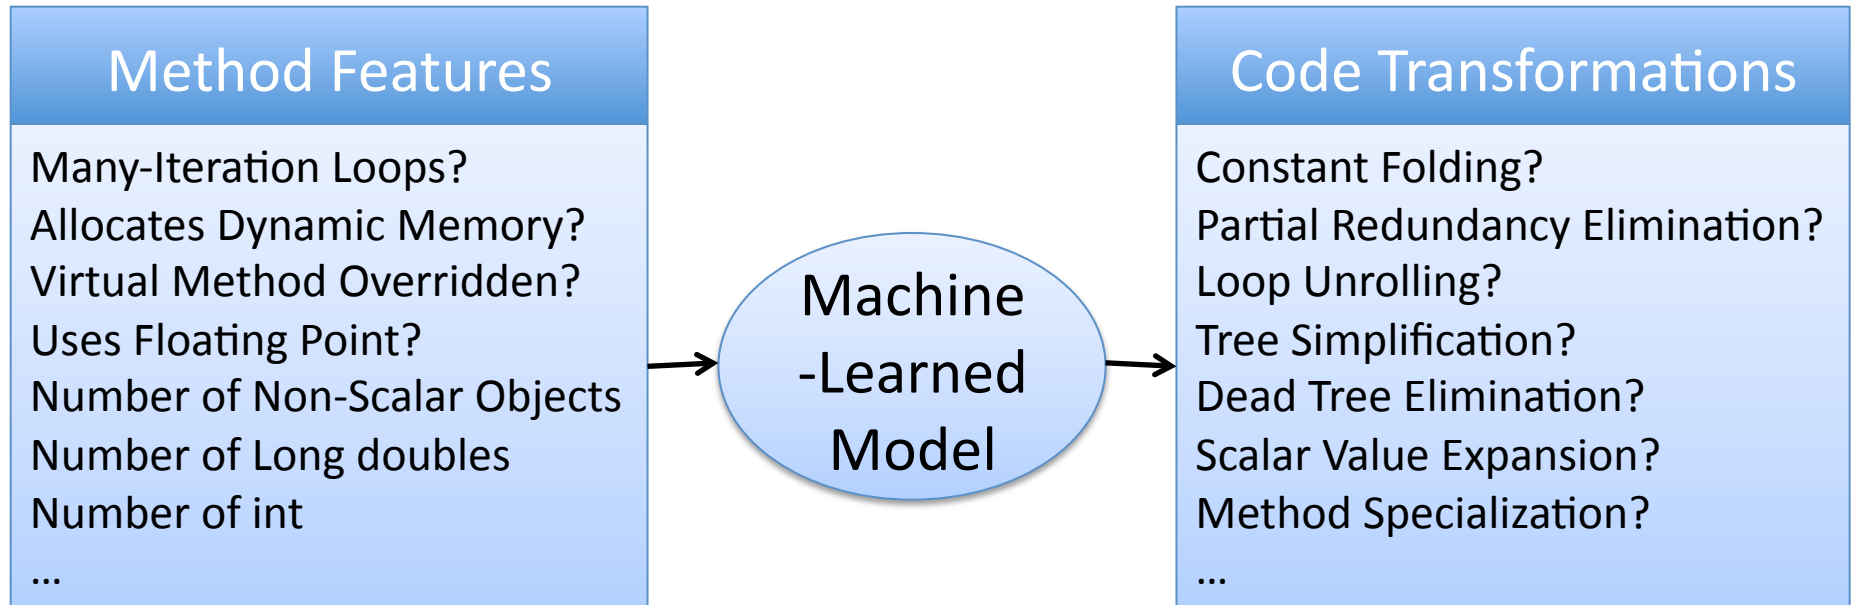 Method Features
Many-Iteration Loops?
Allocates Dynamic Memory?
Virtual Method Overridden?
Uses Floating Point?
Number of Non-Scalar Objects
Number of Long doubles
Number of int
...
Machine
-Learned
Model
Code Transformations
Constant Folding?
Partial Redundancy Elimination?
Loop Unrolling?
Tree Simplification?
Dead Tree Elimination?
Scalar Value Expansion?
Method Specialization?
...